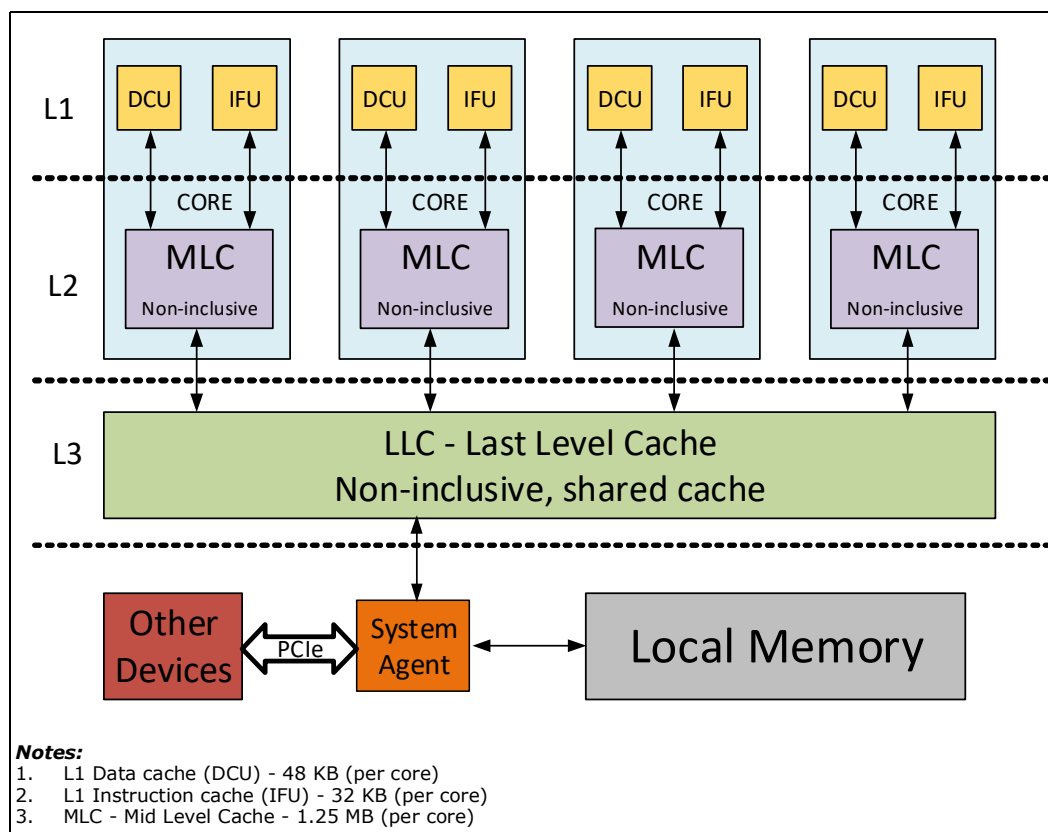 L1
DCU
IFU
DCU
IFU
DCU
IFU
DCU
IFU
CORE
CORE
CORE
CORE
L2
MLC
Non-inclusive
MLC
Non-inclusive
MLC
Non-inclusive
MLC
Non-inclusive
L3
LLC - Last Level Cache
Non-inclusive, shared cache
Other
Devices
PCIe
System
Agent
Local Memory
Notes:
1. L1 Data cache (DCU) - 48 KB (per core)
2. L1 Instruction cache (IFU) - 32 KB (per core)
3. MLC - Mid Level Cache - 1.25 MB (per core)